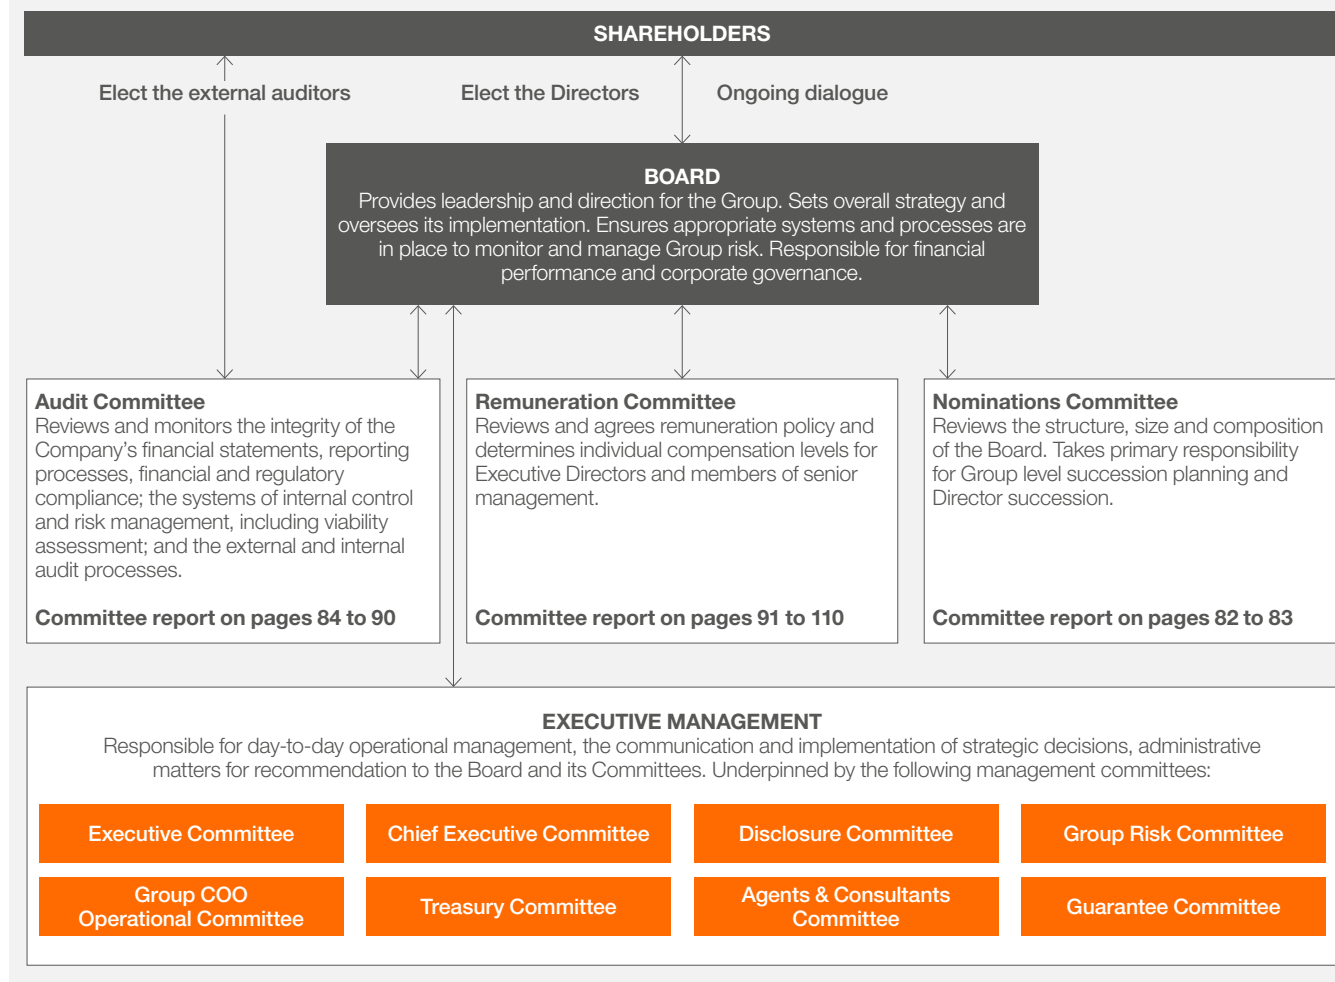 SHAREHOLDERS
Elect the external auditors
Elect the Directors
Ongoing dialogue
BOARD
Provides leadership and direction for the Group. Sets overall strategy and
oversees its implementation. Ensures appropriate systems and processes are
in place to monitor and manage Group risk. Responsible for financial
performance and corporate governance.
Audit Committee
Reviews and monitors the integrity of the
Company’s financial statements, reporting
processes, financial and regulatory
compliance; the systems of internal control
and risk management, including viability
assessment; and the external and internal
audit processes.
Committee report on pages 84 to 90
Remuneration Committee
Reviews and agrees remuneration policy and
determines individual compensation levels for
Executive Directors and members of senior
management.
Committee report on pages 91 to 110
Nominations Committee
Reviews the structure, size and composition
of the Board. Takes primary responsibility
for Group level succession planning and
Director succession.
Committee report on pages 82 to 83
EXECUTIVE MANAGEMENT
Responsible for day-to-day operational management, the communication and implementation of strategic decisions, administrative
matters for recommendation to the Board and its Committees. Underpinned by the following management committees:
Executive Committee
Chief Executive Committee
Disclosure Committee
Group Risk Committee
Group COO
Operational Committee
Treasury Committee
Agents & Consultants
Committee
Guarantee Committee